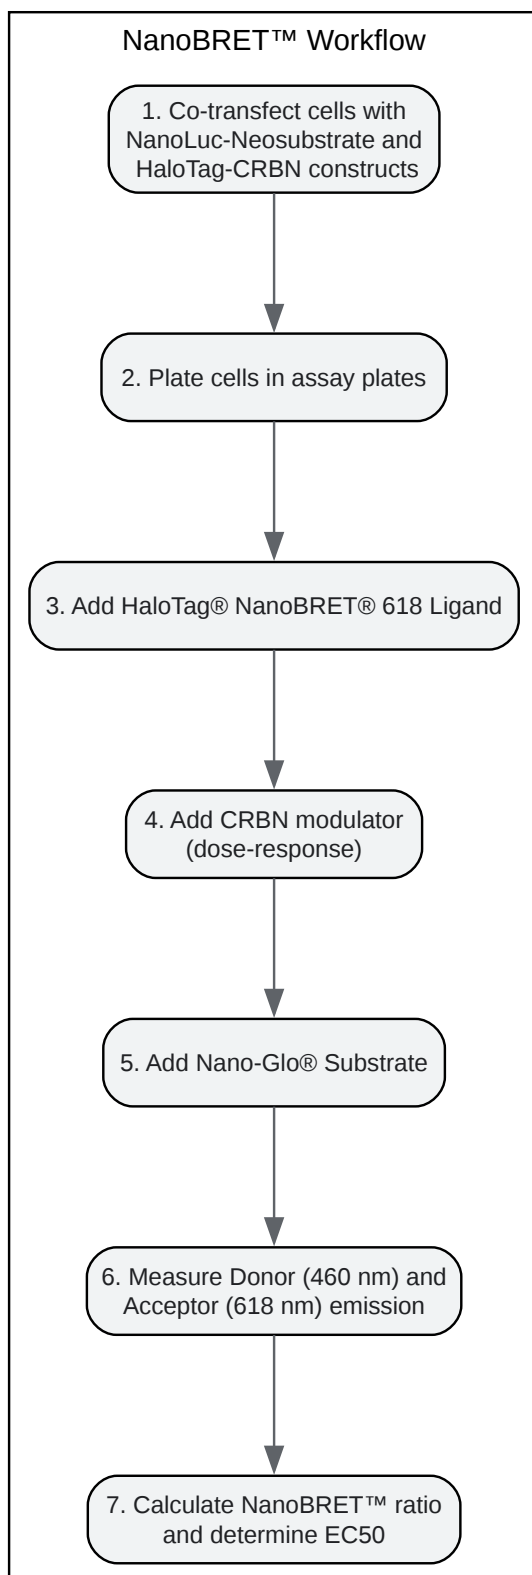 NanoBRET™ Workflow
1. Co-transfect cells with
NanoLuc-Neosubstrate and
HaloTag-CRBN constructs
2. Plate cells in assay plates
3. Add HaloTag® NanoBRET® 618 Ligand
4. Add CRBN modulator
(dose-response)
5. Add Nano-Glo® Substrate
6. Measure Donor (460 nm) and
Acceptor (618 nm) emission
7. Calculate NanoBRET™ ratio
and determine EC50